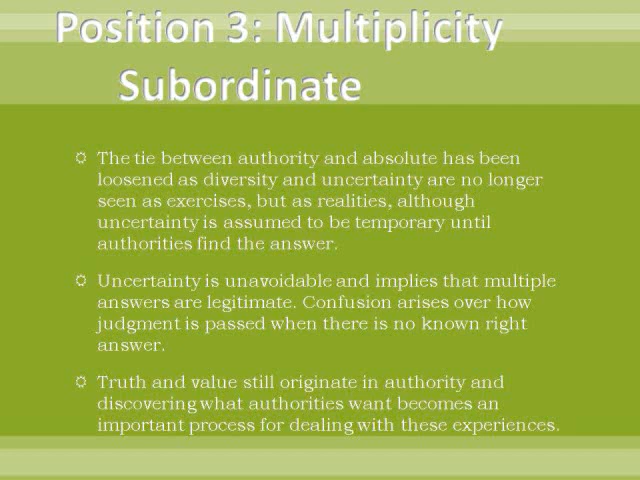 Position 3: Multiplicity
Subordinate
The tie between authority and absolute has been
loosened as diversity and uncertainty are no longer
seen as exercises, but as realities, although
uncertainty is assumed to be temporary until
authorities find the answer.
Uncertainty is unavoidable and implies that multiple
answers are legitimate. Confusion arises over how
judgment is passed when there is no known right
answer.
Truth and value still originate in authority and
discovering what authorities want becomes an
important process for dealing with these experiences.